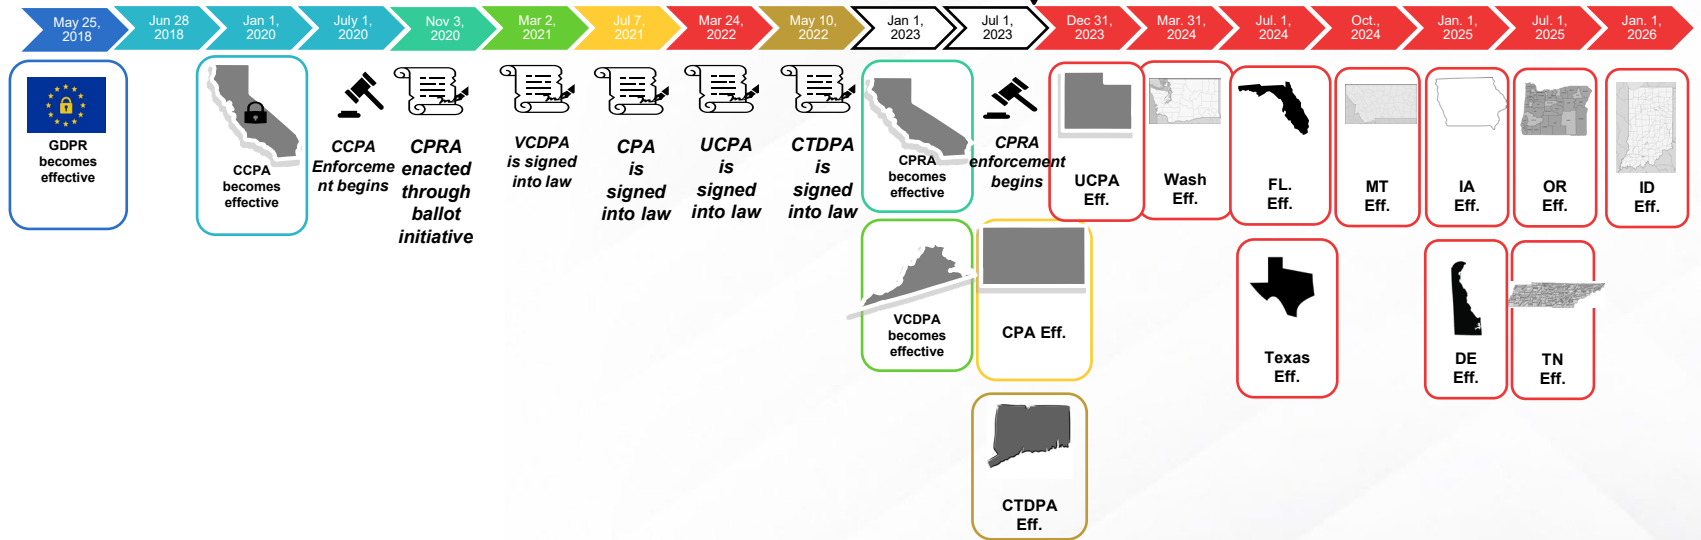 May 25,
2018
Jun 28
2018
Jan 1,
2020
July 1,
2020
Nov 3,
2020
Mar 2,
2021
Jul 7,
2021
Mar 24,
2022
May 10,
2022
Jan 1,
2023
Jul 1,
2023
Dec 31,
2023
Mar. 31,
2024
Jul. 1,
2024
Oct.,
2024
Jan. 1,
2025
Jul. 1,
2025
Jan. 1,
2026
GDPR
becomes
effective
CCPA
becomes
effective
CCPA
Enforceme
nt begins
CPRA
enacted
through
ballot
initiative
VCDPA
is signed
into law
CPA
is
signed
into law
UCPA
is
signed
into law
CTDPA
is
signed
into law
CPRA
becomes
effective
CPRA
enforcement
begins
UCPA
Eff.
Wash
Eff.
FL.
Eff.
MT
Eff.
IA
Eff.
OR
Eff.
ID
Eff.
VCDPA
becomes
effective
CPA Eff.
Texas
Eff.
DE
Eff.
TN
Eff.
CTDPA
Eff.